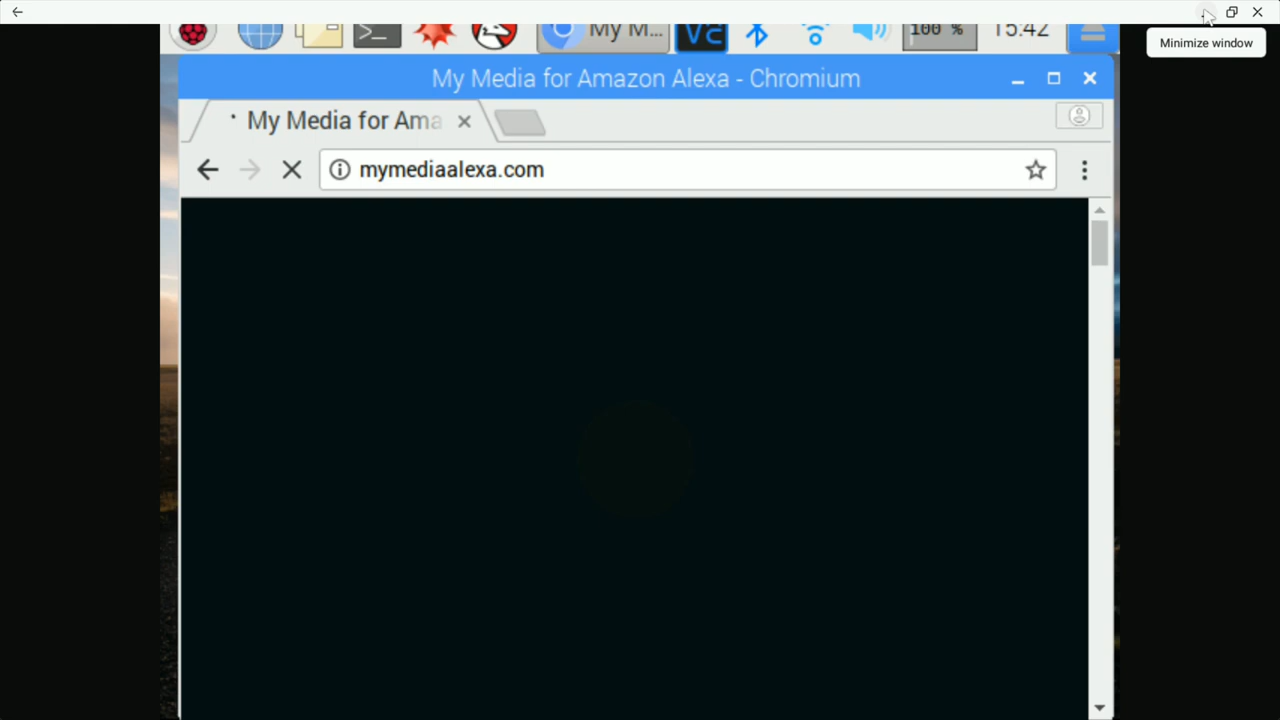 My M...
100 %
15:42
Minimize window
My Media for Amazon Alexa - Chromium
My Media for Ama
mymediaalexa.com